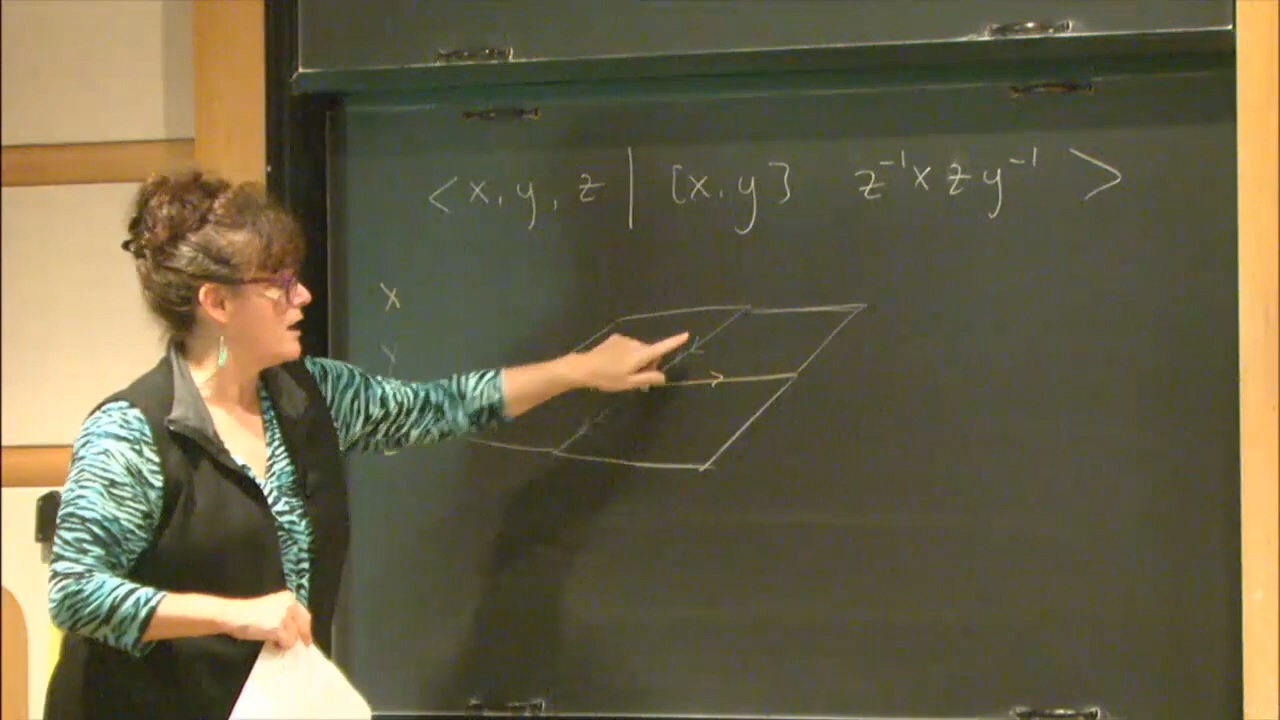 < x, y, z | [x, y] z⁻¹ x z y⁻¹ >
x
y